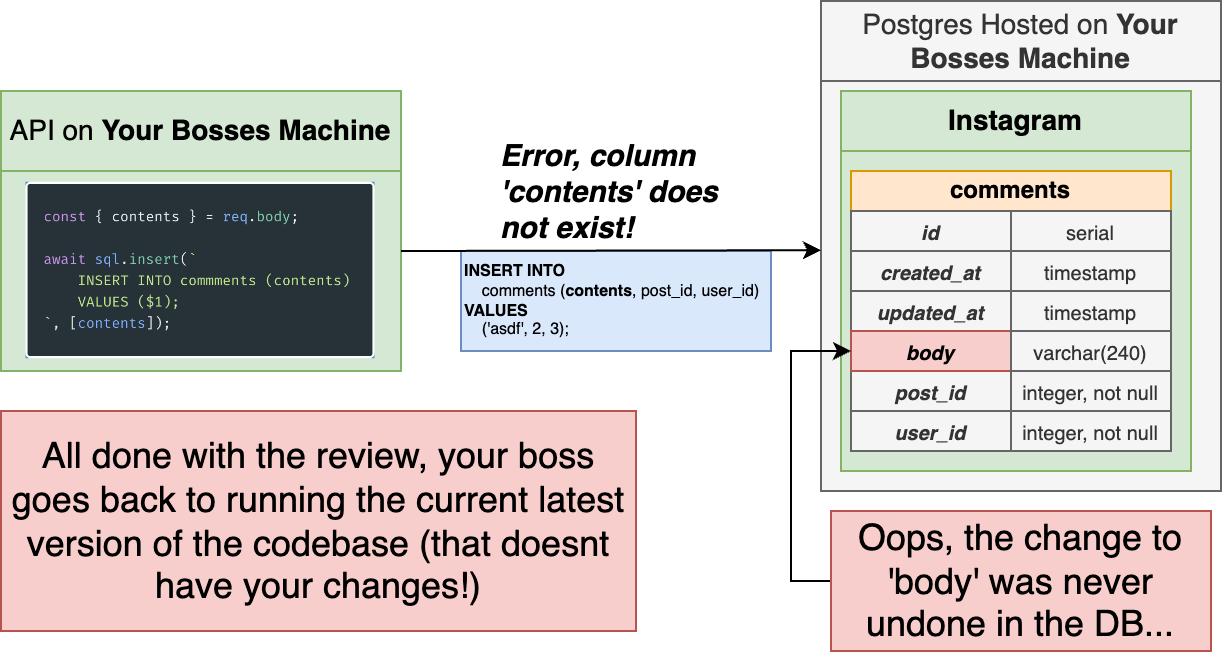 Postgres Hosted on Your
Bosses Machine
API on Your Bosses Machine
const { contents } = req.body;
await sql.insert(`
INSERT INTO commments (contents)
VALUES ($1);
`, [contents]);
Error, column
'contents' does
not exist!
INSERT INTO
comments (contents, post_id, user_id)
VALUES
('asdf', 2, 3);
Instagram
comments
id serial
created_at timestamp
updated_at timestamp
body varchar(240)
post_id integer, not null
user_id integer, not null
All done with the review, your boss
goes back to running the current latest
version of the codebase (that doesnt
have your changes!)
Oops, the change to
'body' was never
undone in the DB...